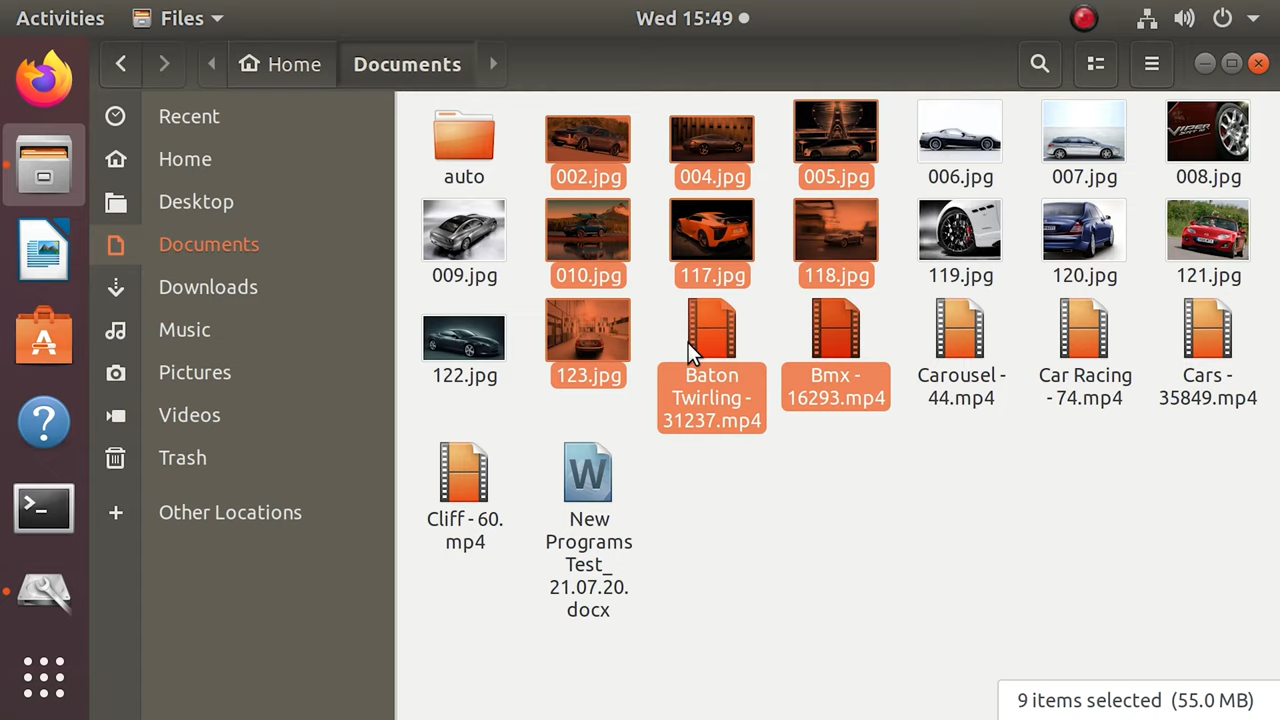 Activities
Files
Wed 15:49
Home
Documents
Recent
Home
Desktop
Documents
Downloads
Music
Pictures
Videos
Trash
Other Locations
auto
002.jpg
004.jpg
005.jpg
006.jpg
007.jpg
008.jpg
VIPER
009.jpg
010.jpg
117.jpg
118.jpg
119.jpg
120.jpg
121.jpg
122.jpg
123.jpg
Baton
Twirling -
31237.mp4
Bmx -
16293.mp4
Carousel -
44.mp4
Car Racing
- 74.mp4
Cars -
35849.mp4
Cliff - 60.
mp4
W
New
Programs
Test_
21.07.20.
docx
9 items selected (55.0 MB)